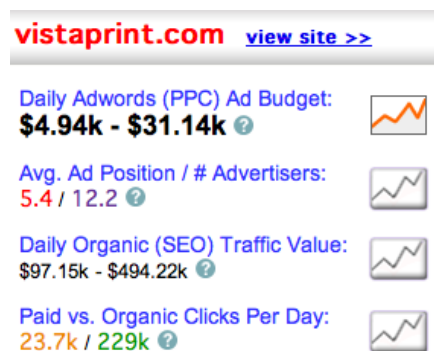 vistaprint.com view site >>
Daily Adwords (PPC) Ad Budget:
$4.94k - $31.14k ?
Avg. Ad Position / # Advertisers:
5.4 / 12.2 ?
Daily Organic (SEO) Traffic Value:
$97.15k - $494.22k ?
Paid vs. Organic Clicks Per Day:
23.7k / 229k ?